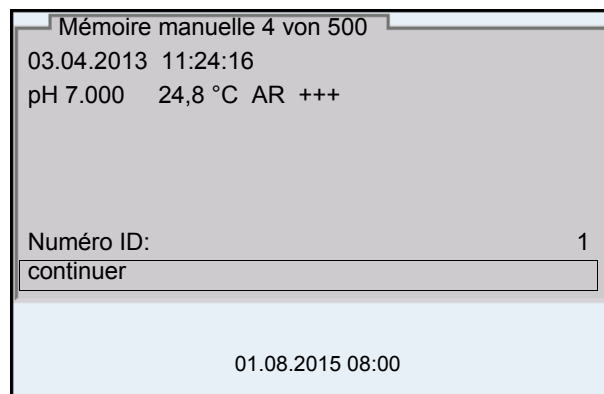 Mémoire manuelle 4 von 500
03.04.2013 11:24:16
pH 7.000 24,8 °C AR +++
Numéro ID: 1
continuer
01.08.2015 08:00